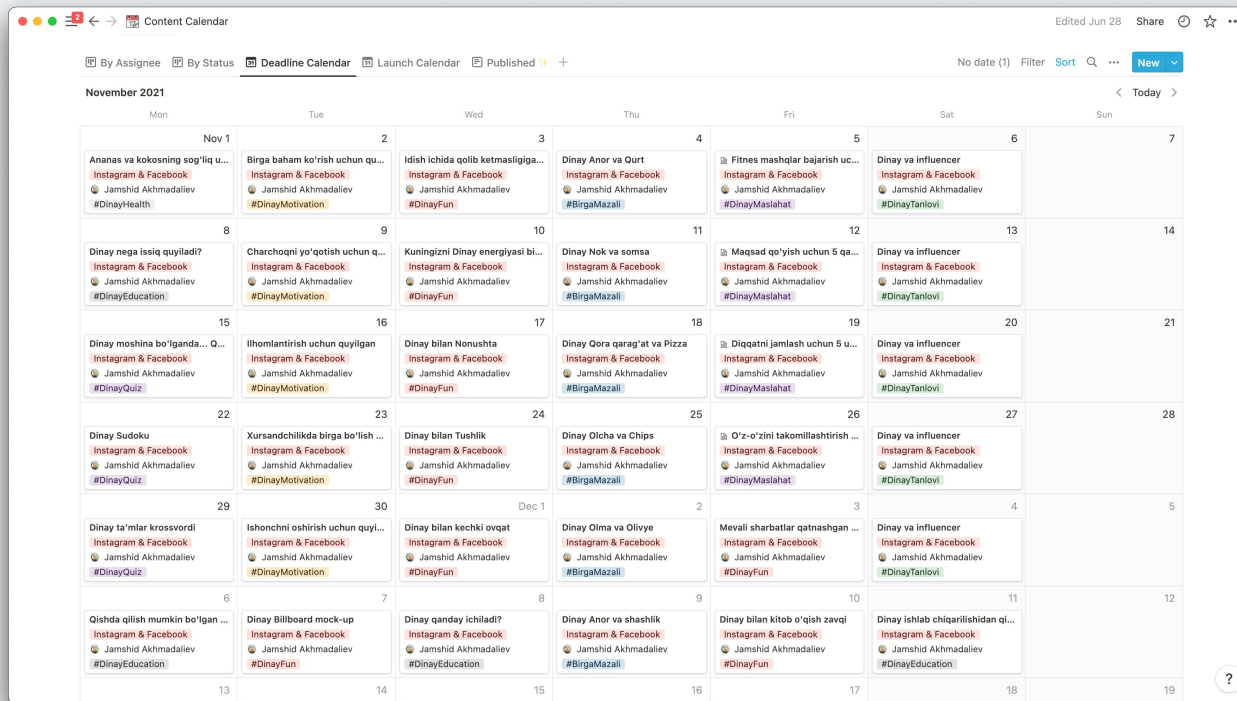 2
Content Calendar
Edited Jun 28
Share
By Assignee
By Status
Deadline Calendar
Launch Calendar
Published
No date (1)
Filter
Sort
New
November 2021
Today
Mon
Tue
Wed
Thu
Fri
Sat
Sun
Nov 1
Ananas va kokosning sog'liq u...
Instagram & Facebook
Jamshid Akhmadaliev
#DinayHealth
2
Birga baham ko'rish uchun qu...
Instagram & Facebook
Jamshid Akhmadaliev
#DinayMotivation
3
Idish ichida qolib ketmasligiga...
Instagram & Facebook
Jamshid Akhmadaliev
#DinayFun
4
Dinay Anor va Qurt
Instagram & Facebook
Jamshid Akhmadaliev
#BirgaMazali
5
Fitnes mashqlar bajarish uc...
Instagram & Facebook
Jamshid Akhmadaliev
#DinayMaslahat
6
Dinay va influencer
Instagram & Facebook
Jamshid Akhmadaliev
#DinayTanlovi
7
8
Dinay nega issiq quyiladi?
Instagram & Facebook
Jamshid Akhmadaliev
#DinayEducation
9
Charchoqni yo'qotish uchun q...
Instagram & Facebook
Jamshid Akhmadaliev
#DinayMotivation
10
Kuningizni Dinay energiyasi bi...
Instagram & Facebook
Jamshid Akhmadaliev
#DinayFun
11
Dinay Nok va somsa
Instagram & Facebook
Jamshid Akhmadaliev
#BirgaMazali
12
Maqsad qo'yish uchun 5 qa...
Instagram & Facebook
Jamshid Akhmadaliev
#DinayMaslahat
13
Dinay va influencer
Instagram & Facebook
Jamshid Akhmadaliev
#DinayTanlovi
14
15
Dinay moshina bo'lganda... Q...
Instagram & Facebook
Jamshid Akhmadaliev
#DinayQuiz
16
Ilhomlantirish uchun quyilgan
Instagram & Facebook
Jamshid Akhmadaliev
#DinayMotivation
17
Dinay bilan Nonushta
Instagram & Facebook
Jamshid Akhmadaliev
#DinayFun
18
Dinay Qora qarag'at va Pizza
Instagram & Facebook
Jamshid Akhmadaliev
#BirgaMazali
19
Diqqatni jamlash uchun 5 u...
Instagram & Facebook
Jamshid Akhmadaliev
#DinayMaslahat
20
Dinay va influencer
Instagram & Facebook
Jamshid Akhmadaliev
#DinayTanlovi
21
22
Dinay Sudoku
Instagram & Facebook
Jamshid Akhmadaliev
#DinayQuiz
23
Xursandchilikda birga bo'lish ...
Instagram & Facebook
Jamshid Akhmadaliev
#DinayMotivation
24
Dinay bilan Tushlik
Instagram & Facebook
Jamshid Akhmadaliev
#DinayFun
25
Dinay Olcha va Chips
Instagram & Facebook
Jamshid Akhmadaliev
#BirgaMazali
26
O'z-o'zini takomillashtirish ...
Instagram & Facebook
Jamshid Akhmadaliev
#DinayMaslahat
27
Dinay va influencer
Instagram & Facebook
Jamshid Akhmadaliev
#DinayTanlovi
28
29
Dinay ta'mlar krossvordi
Instagram & Facebook
Jamshid Akhmadaliev
#DinayQuiz
30
Ishonchni oshirish uchun quyi...
Instagram & Facebook
Jamshid Akhmadaliev
#DinayMotivation
Dec 1
Dinay bilan kechki ovqat
Instagram & Facebook
Jamshid Akhmadaliev
#DinayFun
2
Dinay Olma va Olivye
Instagram & Facebook
Jamshid Akhmadaliev
#BirgaMazali
3
Mevali sharbatlar qatnashgan ...
Instagram & Facebook
Jamshid Akhmadaliev
#DinayFun
4
Dinay va influencer
Instagram & Facebook
Jamshid Akhmadaliev
#DinayTanlovi
5
6
Qishda qilish mumkin bo'lgan ...
Instagram & Facebook
Jamshid Akhmadaliev
#DinayEducation
7
Dinay Billboard mock-up
Instagram & Facebook
Jamshid Akhmadaliev
#DinayFun
8
Dinay qanday ichiladi?
Instagram & Facebook
Jamshid Akhmadaliev
#DinayEducation
9
Dinay Anor va shashlik
Instagram & Facebook
Jamshid Akhmadaliev
#BirgaMazali
10
Dinay bilan kitob o'qish zavqi
Instagram & Facebook
Jamshid Akhmadaliev
#DinayFun
11
Dinay ishlab chiqarilishidan qi...
Instagram & Facebook
Jamshid Akhmadaliev
#DinayEducation
12
13
14
15
16
17
18
19
?